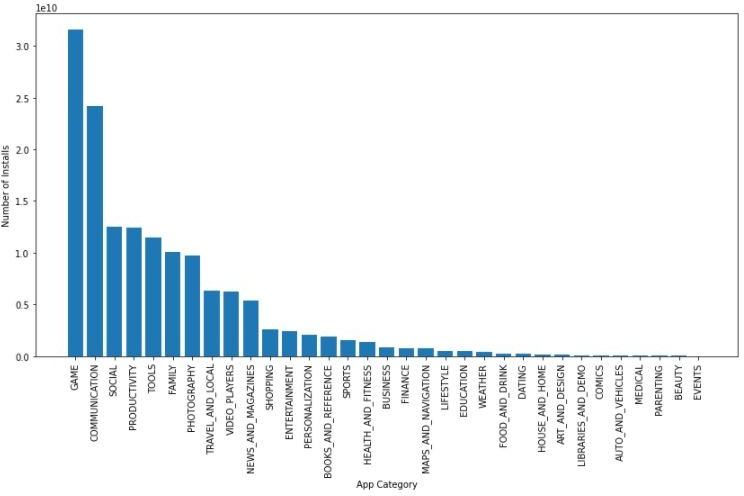 1e10
3.0
2.5
2.0
1.5
1.0
0.5
0.0
Number of Installs
GAME
COMMUNICATION
SOCIAL
PRODUCTIVITY
TOOLS
FAMILY
PHOTOGRAPHY
TRAVEL_AND_LOCAL
VIDEO_PLAYERS
NEWS_AND_MAGAZINES
SHOPPING
ENTERTAINMENT
PERSONALIZATION
BOOKS_AND_REFERENCE
SPORTS
HEALTH_AND_FITNESS
BUSINESS
FINANCE
MAPS_AND_NAVIGATION
LIFESTYLE
EDUCATION
WEATHER
FOOD_AND_DRINK
DATING
HOUSE_AND_HOME
ART_AND_DESIGN
LIBRARIES_AND_DEMO
COMICS
AUTO_AND_VEHICLES
MEDICAL
PARENTING
BEAUTY
EVENTS
App Category